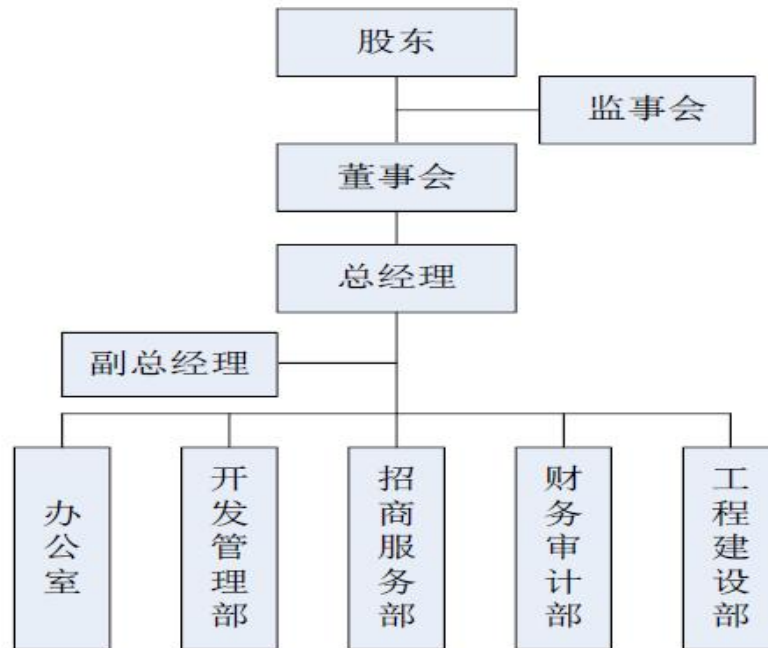 股东
监事会
董事会
总经理
副总经理
办公室
开发管理部
招商服务部
财务审计部
工程建设部